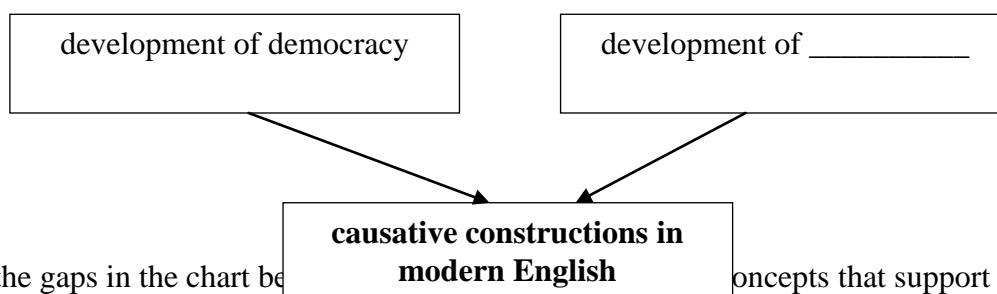 development of democracy
development of __________
causative constructions in
modern English
the gaps in the chart be
oncepts that support